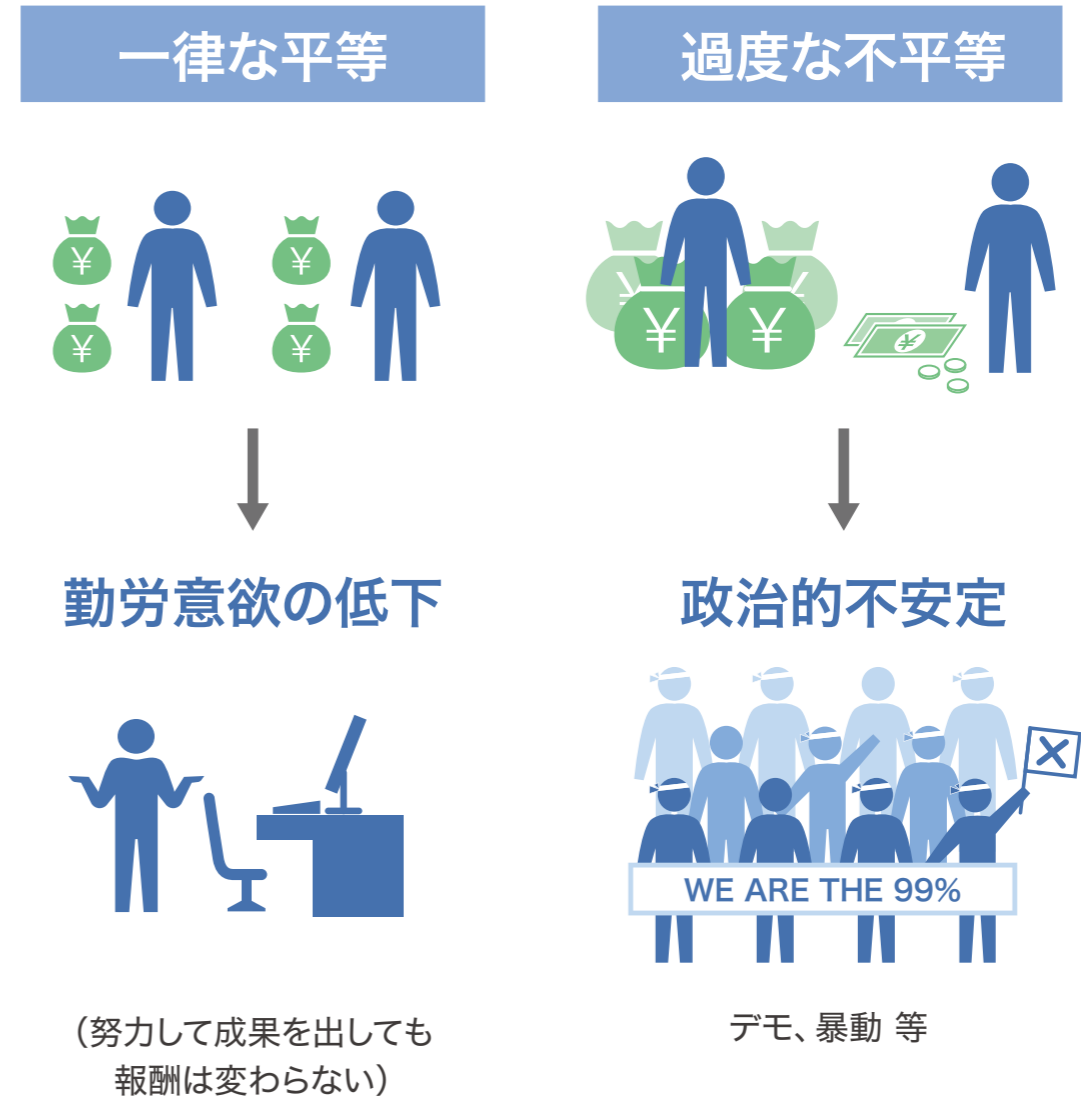 一律な平等
¥
¥
¥
¥
勤労意欲の低下
（努力して成果を出しても
報酬は変わらない）
過度な不平等
¥
¥
¥
¥
¥
政治的不安定
WE ARE THE 99%
デモ、暴動 等